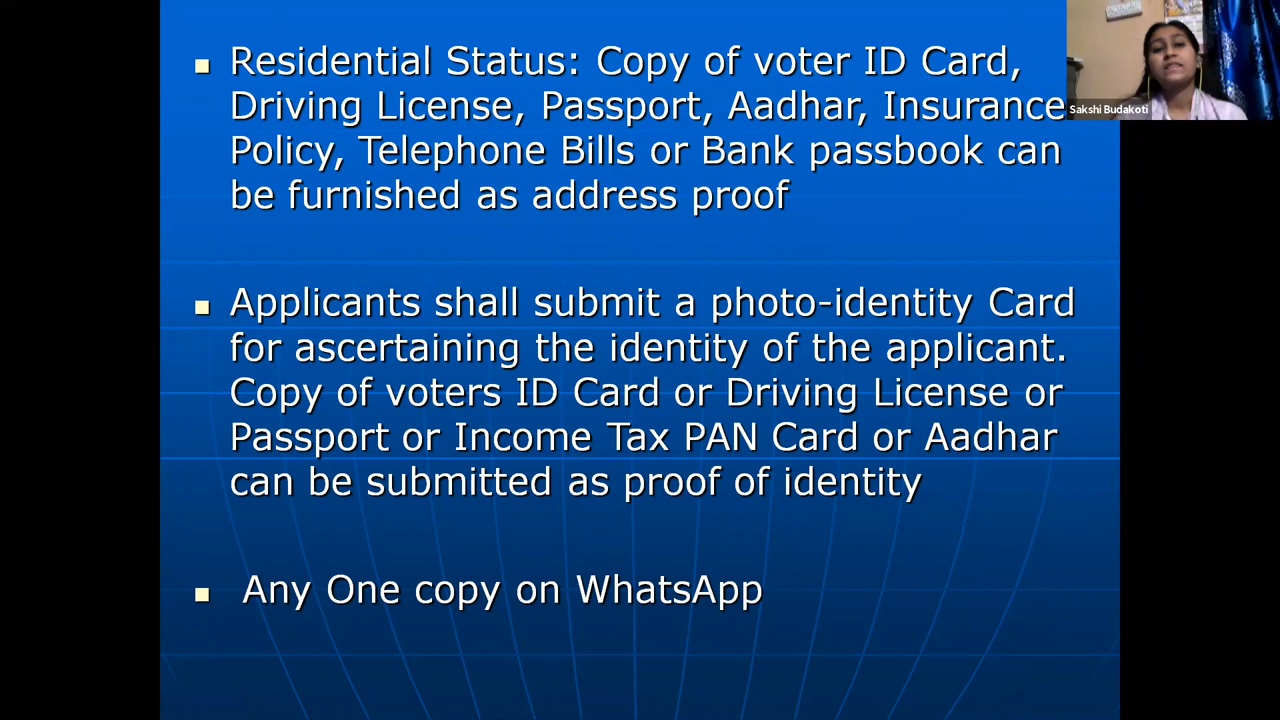 Residential Status: Copy of voter ID Card,
Driving License, Passport, Aadhar, Insurance
Policy, Telephone Bills or Bank passbook can
be furnished as address proof
Applicants shall submit a photo-identity Card
for ascertaining the identity of the applicant.
Copy of voters ID Card or Driving License or
Passport or Income Tax PAN Card or Aadhar
can be submitted as proof of identity
Any One copy on WhatsApp
Sakshi Budakoti